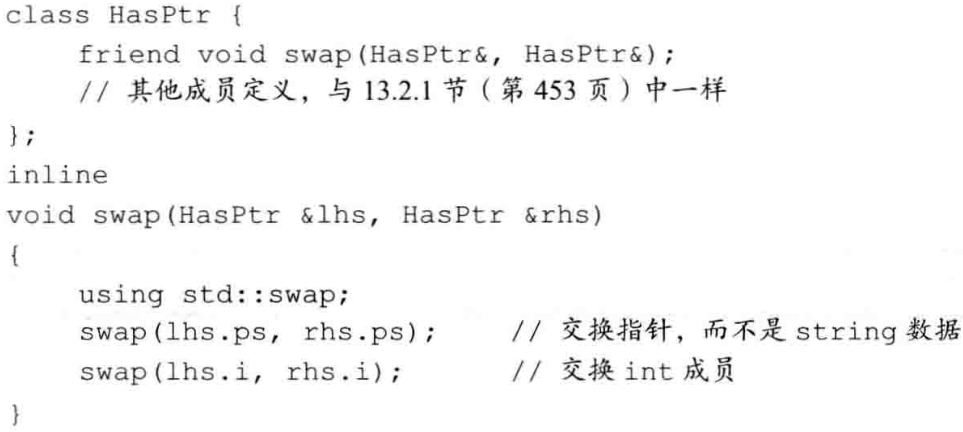 class HasPtr {
    friend void swap(HasPtr&, HasPtr&);
    // 其他成员定义，与 13.2.1 节（第 453 页）中一样
};
inline
void swap(HasPtr &lhs, HasPtr &rhs)
{
    using std::swap;
    swap(lhs.ps, rhs.ps);    // 交换指针，而不是 string 数据
    swap(lhs.i, rhs.i);      // 交换 int 成员
}